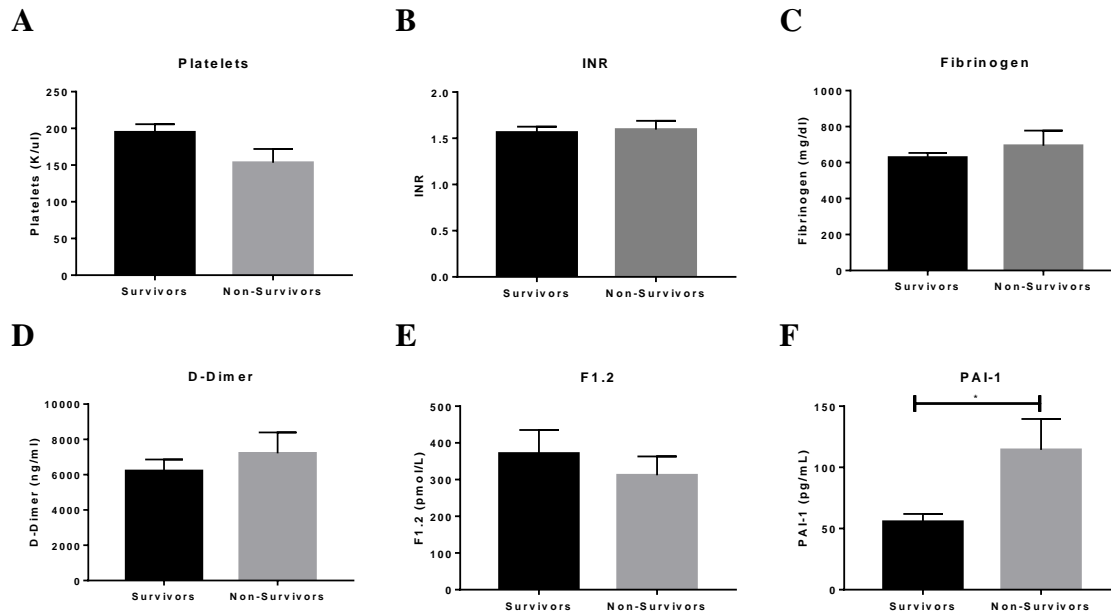 A
Platelets
Platelets (K/ul)
250
200
150
100
50
0
Survivors Non-Survivors
B
INR
INR
2.0
1.5
1.0
0.5
0.0
Survivors Non-Survivors
C
Fibrinogen
Fibrinogen (mg/dl)
1000
800
600
400
200
0
Survivors Non-Survivors
D
D-Dimer
D-Dimer (ng/ml)
10000
8000
6000
4000
2000
0
Survivors Non-Survivors
E
F1.2
F1.2 (pmol/L)
500
400
300
200
100
0
Survivors Non-Survivors
F
PAI-1
PAI-1 (pg/mL)
150
100
50
0
*
Survivors Non-Survivors